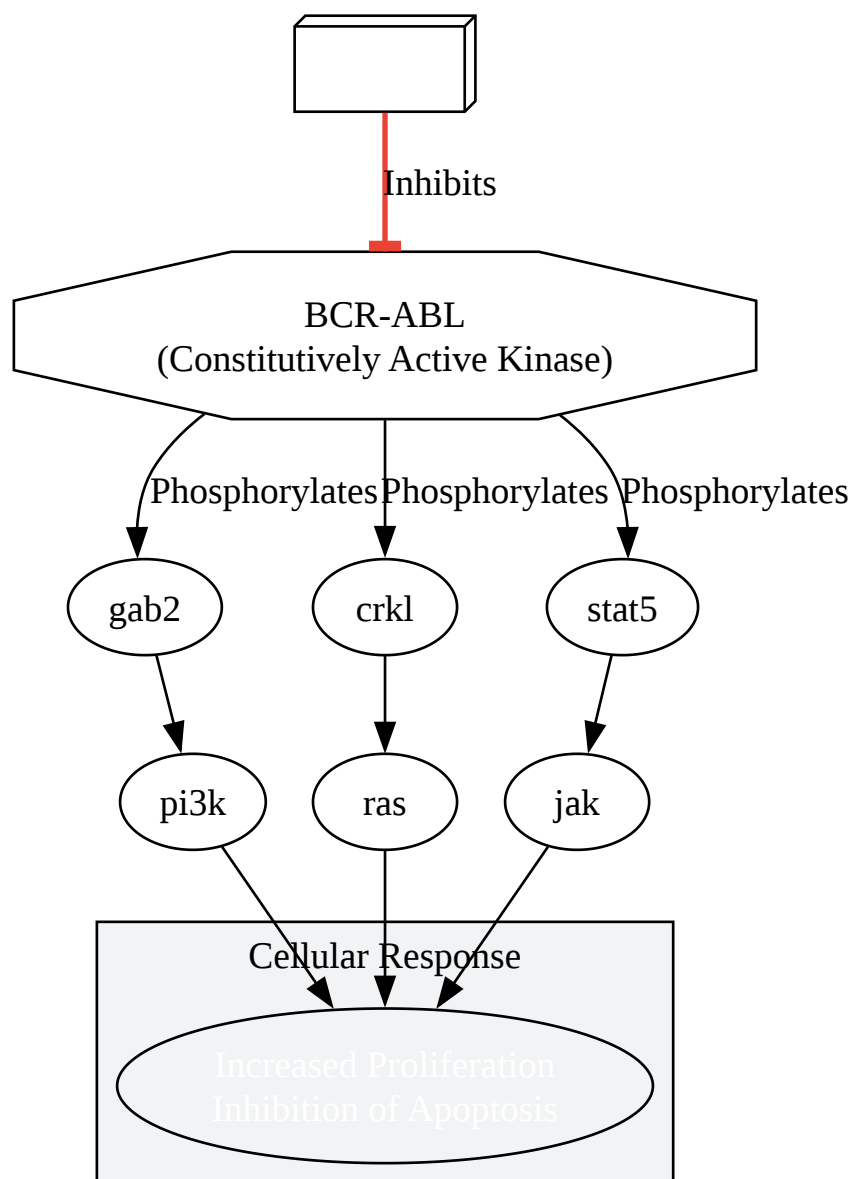 Inhibits
BCR-ABL
(Constitutively Active Kinase)
Phosphorylates Phosphorylates Phosphorylates
gab2 crkl stat5
pi3k ras jak
Cellular Response
Increased Proliferation
Inhibition of Apoptosis